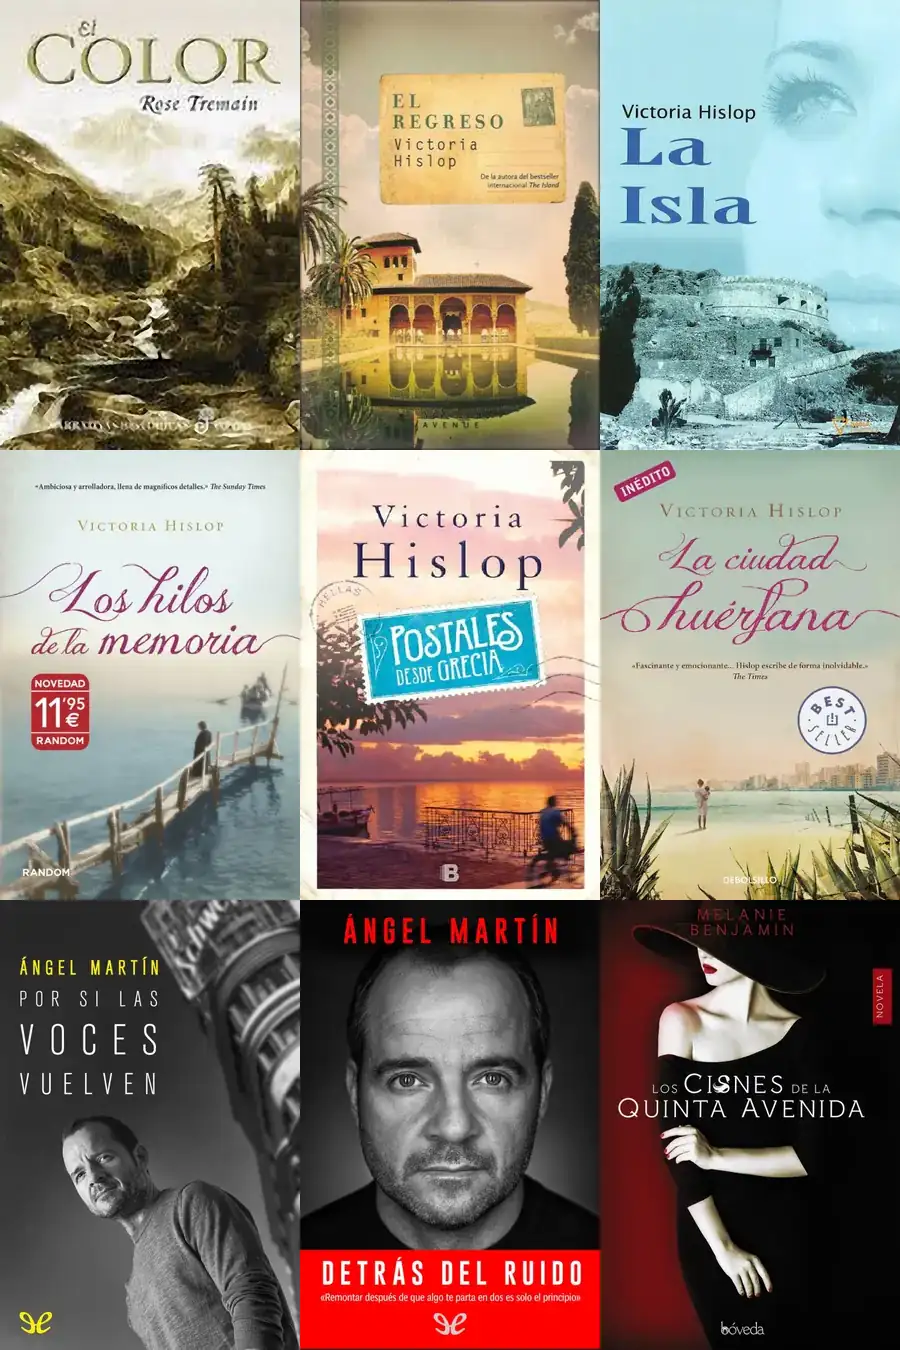 El
COLOR
Rose Tremain
EL
REGRESO
Victoria
Hislop
De la autora del bestseller
internacional The Island
AVENUE
Victoria Hislop
La
Isla
«Ambiciosa y arrolladora, llena de magníficos detalles.» The Sunday Times
VICTORIA HISLOP
Los hilos
de la memoria
NOVEDAD
11'95
€
RANDOM
RANDOM
Victoria
Hislop
HELLAS
POSTALES
DESDE GRECIA
B
INÉDITO
VICTORIA HISLOP
La ciudad
huérfana
«Fascinante y emocionante... Hislop escribe de forma inolvidable.»
The Times
BEST
SELLER
DEBOLSILLO
ÁNGEL MARTÍN
POR SI LAS
VOCES
VUELVEN
ÁNGEL MARTÍN
DETRÁS DEL RUIDO
«Remontar después de que algo te parta en dos es solo el principio»
MELANIE
BENJAMIN
NOVELA
LOS CISNES DE LA
QUINTA AVENIDA
bóveda